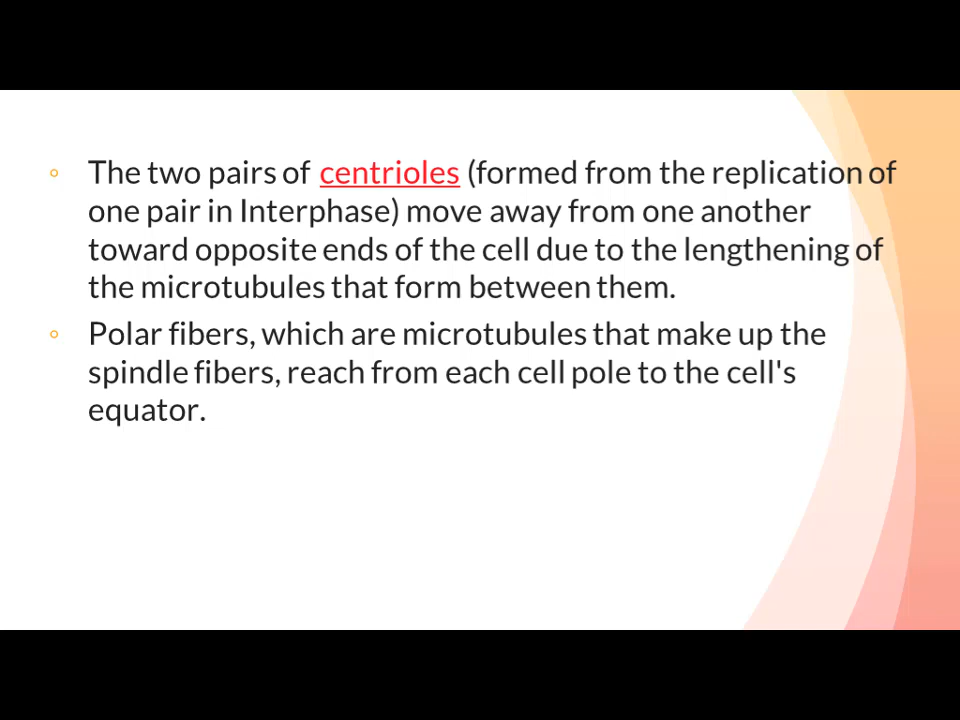 The two pairs of centrioles (formed from the replication of
one pair in Interphase) move away from one another
toward opposite ends of the cell due to the lengthening of
the microtubules that form between them.
Polar fibers, which are microtubules that make up the
spindle fibers, reach from each cell pole to the cell's
equator.